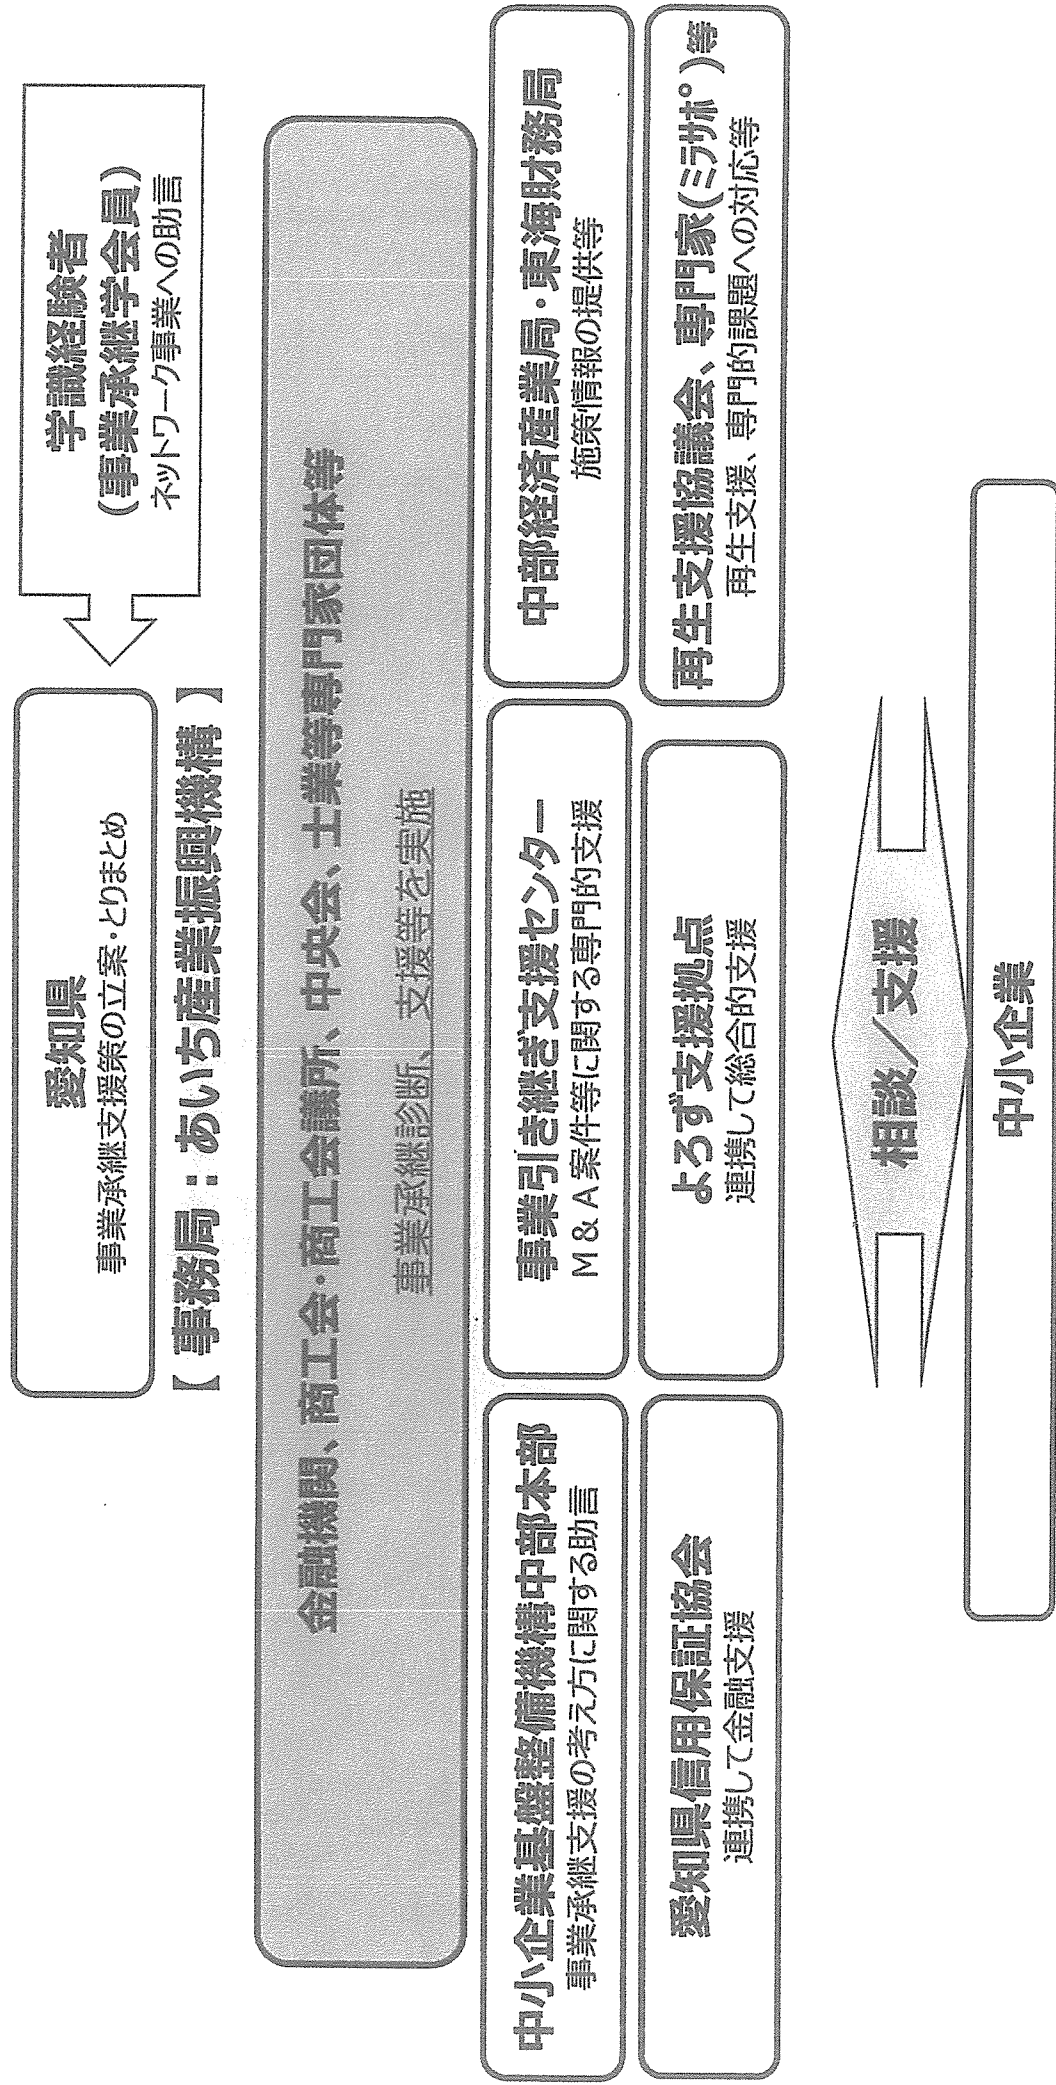 愛知県
事業承継支援策の立案・とりまとめ
【 事務局：あいち産業振興機構 】
学識経験者
(事業承継学会員)
ネットワーク事業への助言
金融機関、商工会・商工会議所、中央会、士業等専門家団体等
事業承継診断、支援等を実施
中小企業基盤整備機構中部本部
事業承継支援の考え方に関する助言
事業引き継ぎ支援センター
M＆A案件等に関する専門的支援
中部経済産業局・東海財務局
施策情報の提供等
愛知県信用保証協会
連携して金融支援
よろず支援拠点
連携して総合的支援
再生支援協議会、専門家(ミラサポ)等
再生支援、専門的課題への対応等
相談／支援
中小企業